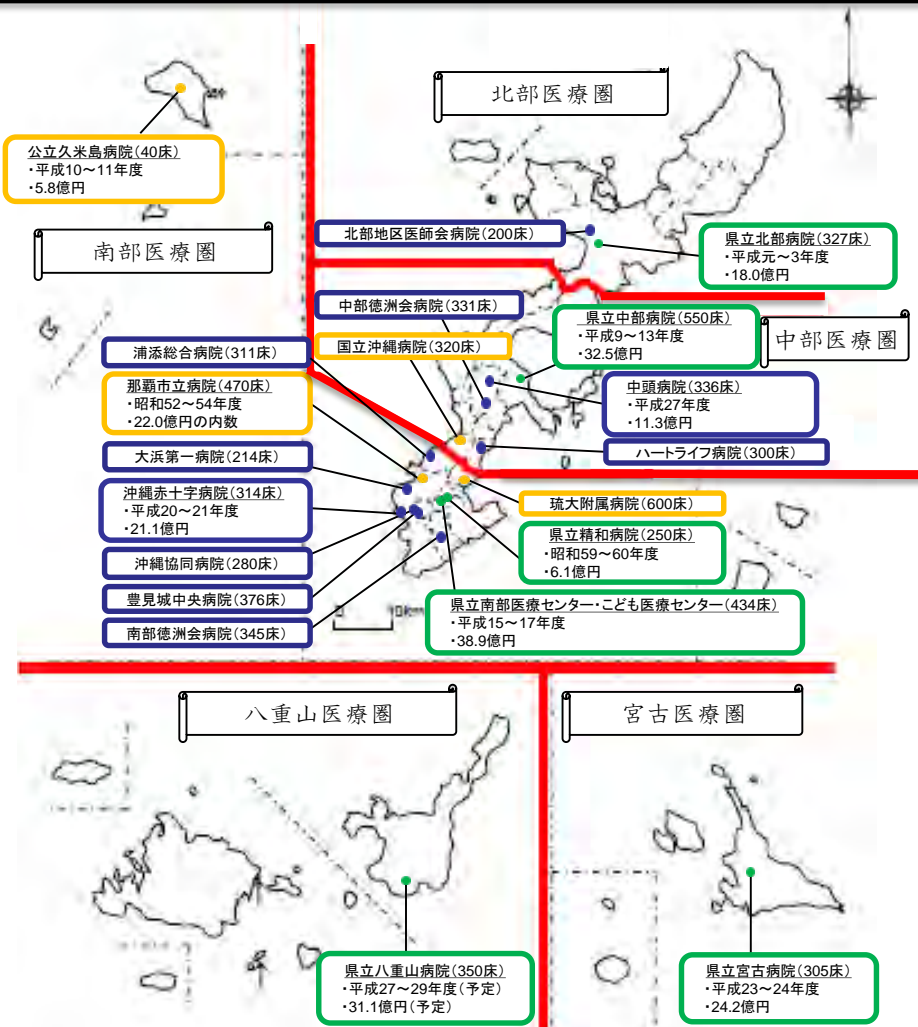 北部医療圏
公立久米島病院(40床)
・平成10～11年度
・5.8億円
南部医療圏
北部地区医師会病院(200床)
県立北部病院(327床)
・平成元～3年度
・18.0億円
中部徳洲会病院(331床)
国立沖縄病院(320床)
県立中部病院(550床)
・平成9～13年度
・32.5億円
中部医療圏
浦添総合病院(311床)
那覇市立病院(470床)
・昭和52～54年度
・22.0億円の内数
中頭病院(336床)
・平成27年度
・11.3億円
大浜第一病院(214床)
ハートライフ病院(300床)
沖縄赤十字病院(314床)
・平成20～21年度
・21.1億円
琉大附属病院(600床)
沖縄協同病院(280床)
県立精和病院(250床)
・昭和59～60年度
・6.1億円
豊見城中央病院(376床)
南部徳洲会病院(345床)
0 10km
県立南部医療センター・こども医療センター(434床)
・平成15～17年度
・38.9億円
八重山医療圏
宮古医療圏
県立八重山病院(350床)
・平成27～29年度(予定)
・31.1億円(予定)
県立宮古病院(305床)
・平成23～24年度
・24.2億円